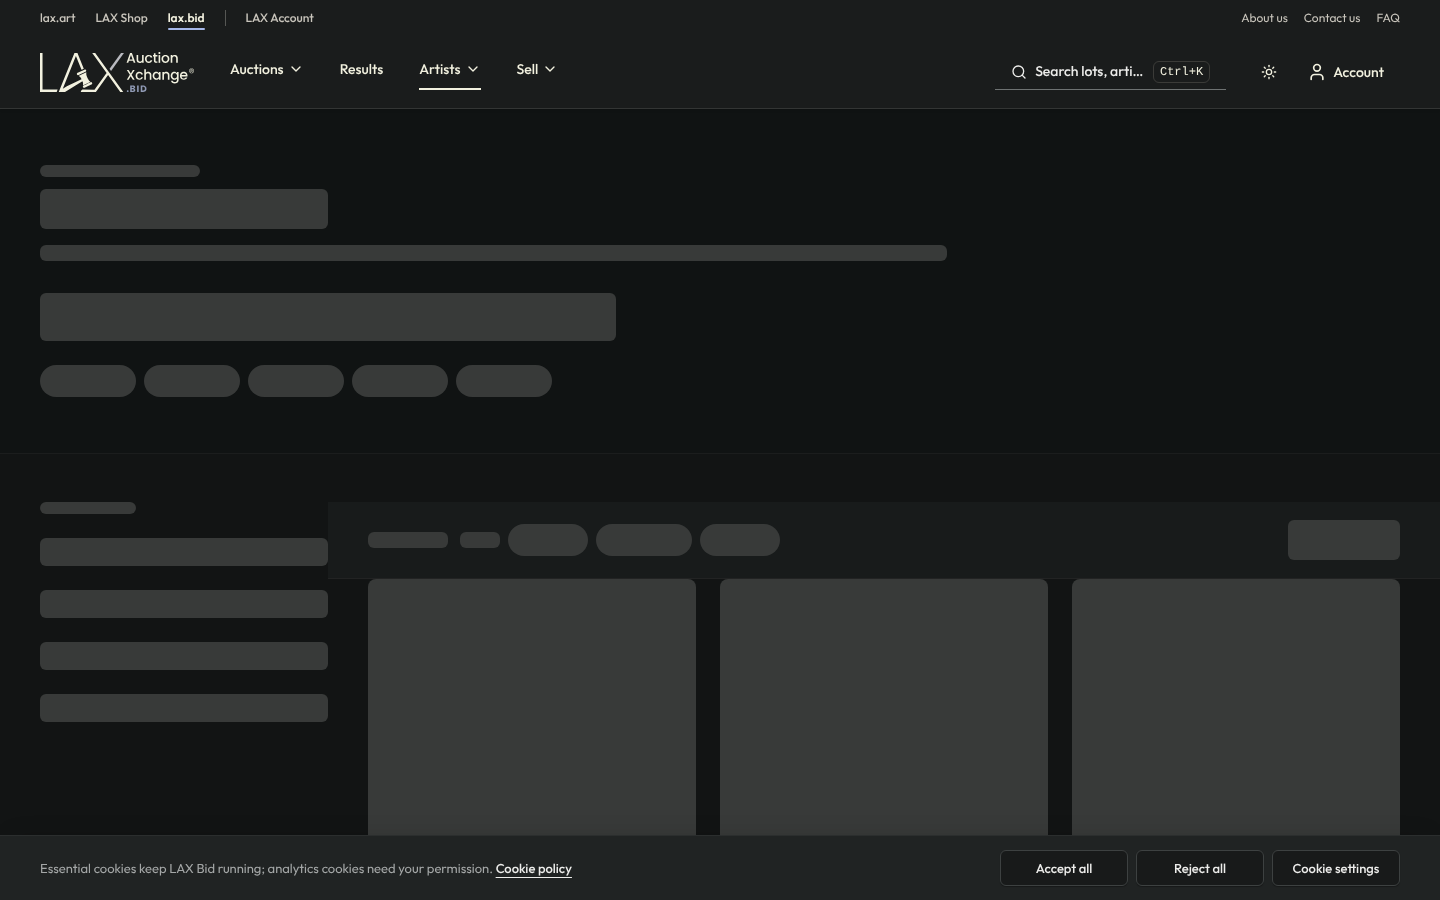 lax.art LAX Shop lax.bid LAX Account About us Contact us FAQ
LAX Auction Xchange® .BID
Auctions Results Artists Sell Search lots, arti... Ctrl+K Account
Essential cookies keep LAX Bid running; analytics cookies need your permission. Cookie policy Accept all Reject all Cookie settings